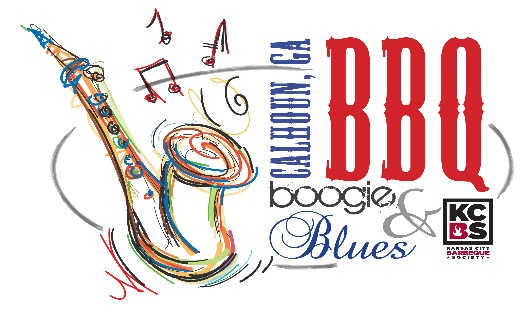 CALHOUN, GA
BBQ
boogie &
Blues
KC
BS
KANSAS CITY
BARBEQUE
SOCIETY